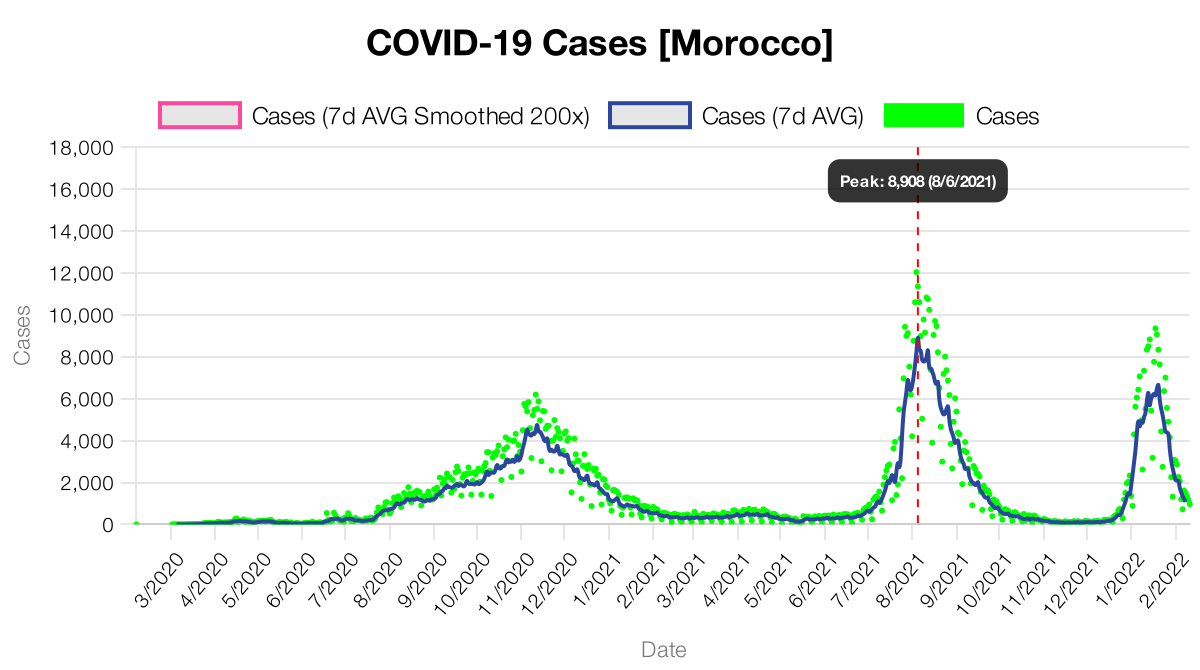 COVID-19 Cases [Morocco]
Cases (7d AVG Smoothed 200x) Cases (7d AVG) Cases
18,000
Peak: 8,908 (8/6/2021)
16,000
14,000
12,000
10,000
8,000
6,000
4,000
2,000
0
Cases
3/2020 4/2020 5/2020 6/2020 7/2020 8/2020 9/2020 10/2020 11/2020 12/2020 1/2021 2/2021 3/2021 4/2021 5/2021 6/2021 7/2021 8/2021 9/2021 10/2021 11/2021 12/2021 1/2022 2/2022
Date